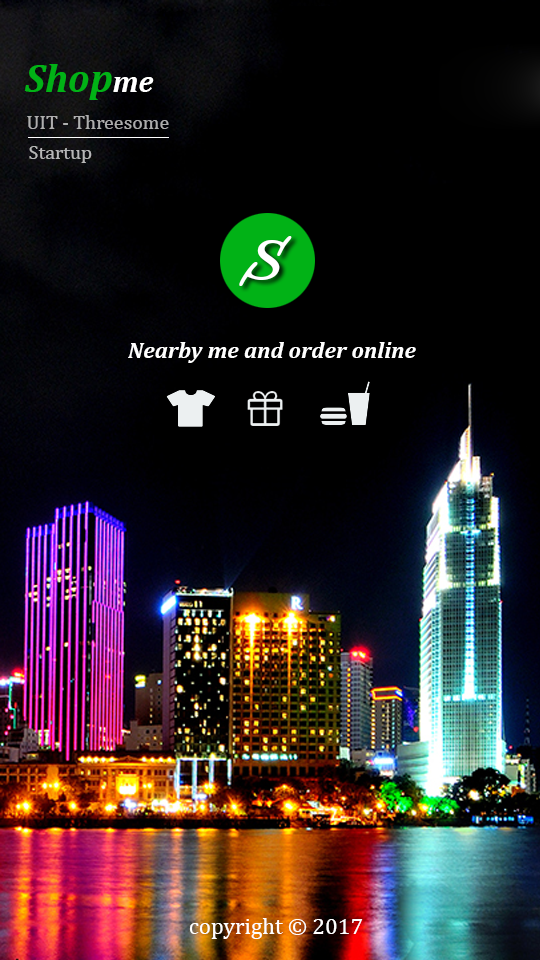 Shopme
UIT - Threesome
Startup
S
Nearby me and order online
R
copyright © 2017